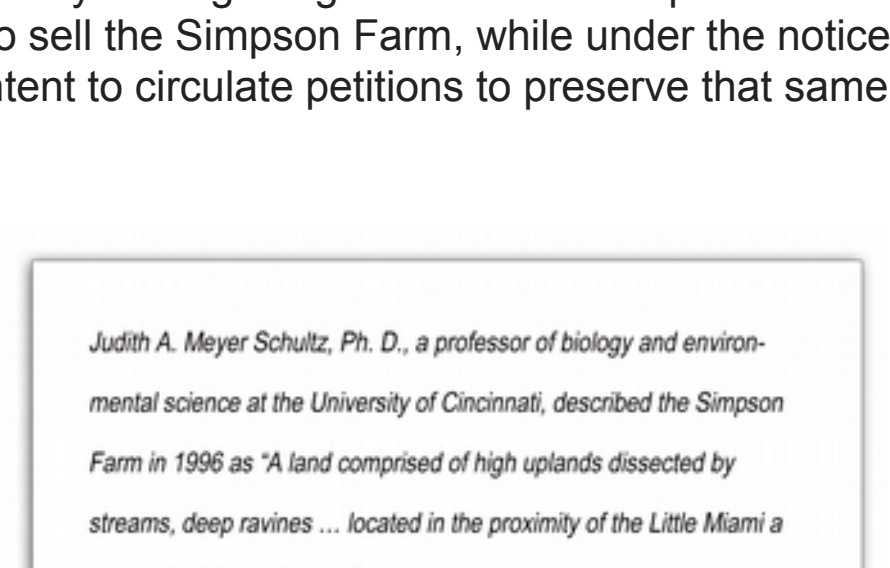 o sell the Simpson Farm, while under the notice
tent to circulate petitions to preserve that same
Judith A. Meyer Schultz, Ph. D., a professor of biology and environ-
mental science at the University of Cincinnati, described the Simpson
Farm in 1996 as "A land comprised of high uplands dissected by
streams, deep ravines ... located in the proximity of the Little Miami a